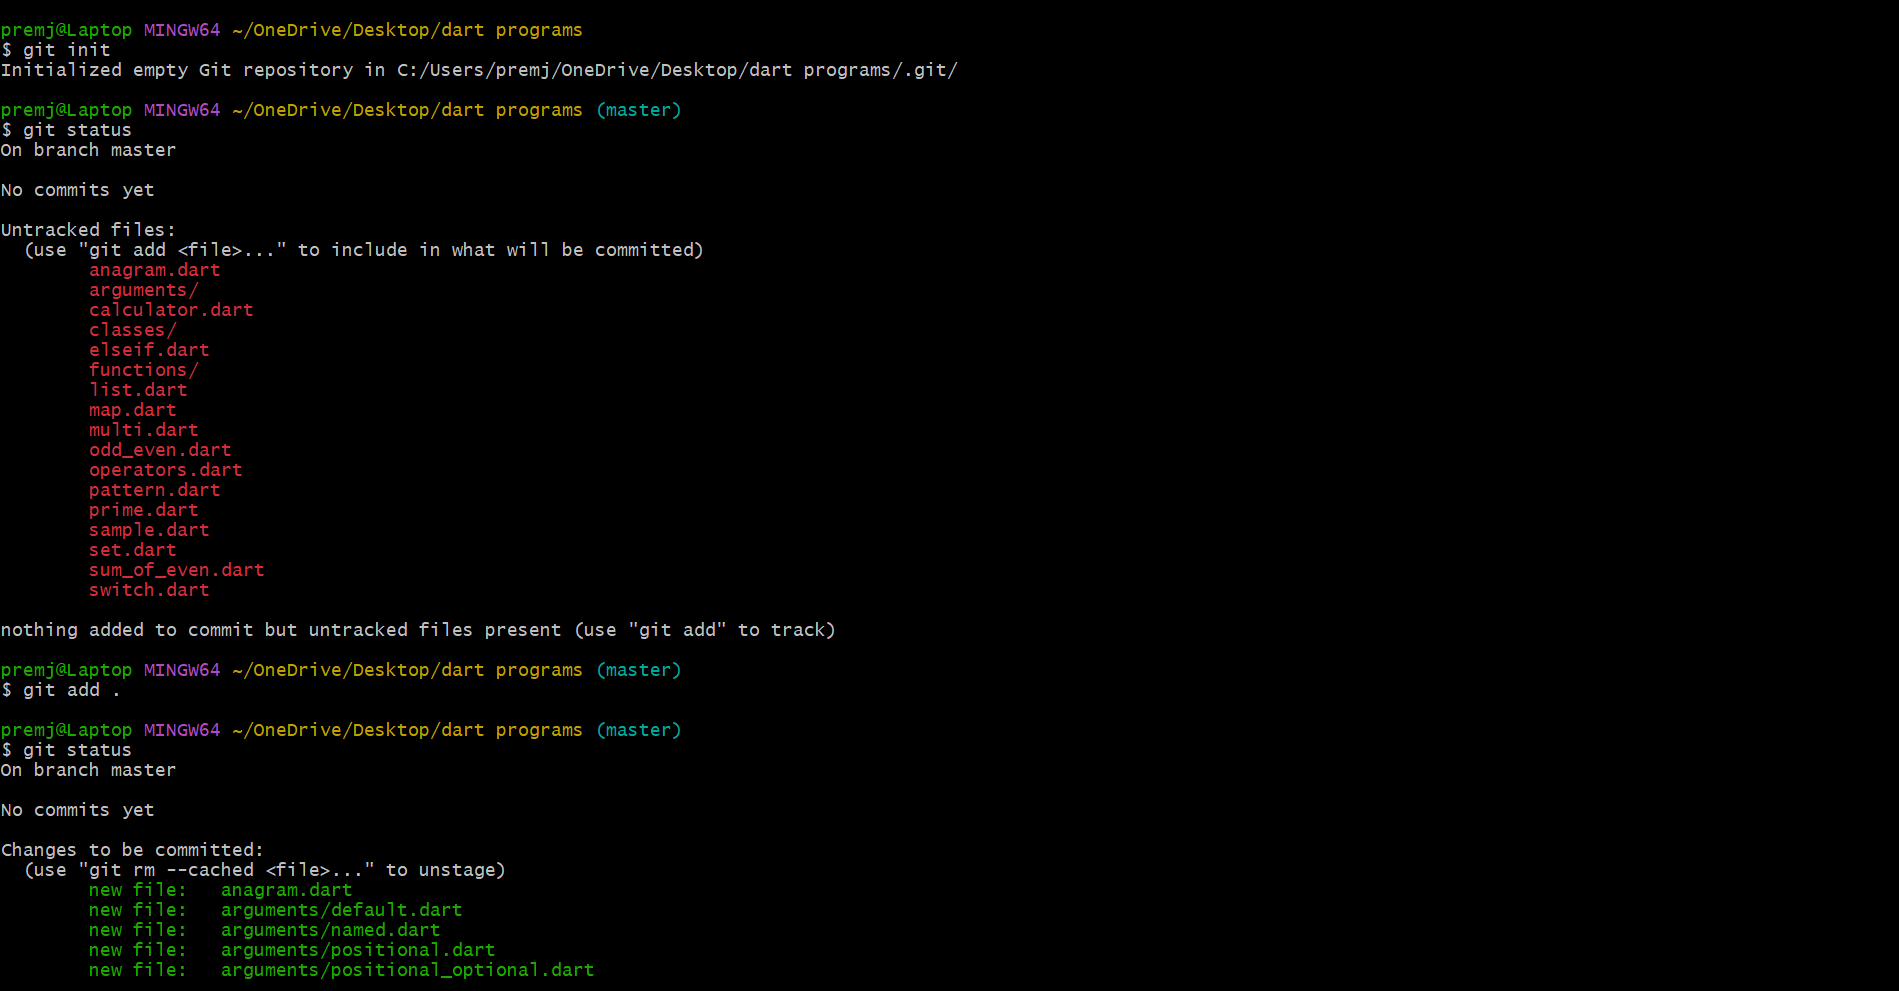 premj@Laptop MINGW64 ~/OneDrive/Desktop/dart programs
$ git init
Initialized empty Git repository in C:/Users/premj/OneDrive/Desktop/dart programs/.git/
premj@Laptop MINGW64 ~/OneDrive/Desktop/dart programs (master)
$ git status
On branch master
No commits yet
Untracked files:
  (use "git add <file>..." to include in what will be committed)
        anagram.dart
        arguments/
        calculator.dart
        classes/
        elseif.dart
        functions/
        list.dart
        map.dart
        multi.dart
        odd_even.dart
        operators.dart
        pattern.dart
        prime.dart
        sample.dart
        set.dart
        sum_of_even.dart
        switch.dart
nothing added to commit but untracked files present (use "git add" to track)
premj@Laptop MINGW64 ~/OneDrive/Desktop/dart programs (master)
$ git add .
premj@Laptop MINGW64 ~/OneDrive/Desktop/dart programs (master)
$ git status
On branch master
No commits yet
Changes to be committed:
  (use "git rm --cached <file>..." to unstage)
        new file:   anagram.dart
        new file:   arguments/default.dart
        new file:   arguments/named.dart
        new file:   arguments/positional.dart
        new file:   arguments/positional_optional.dart